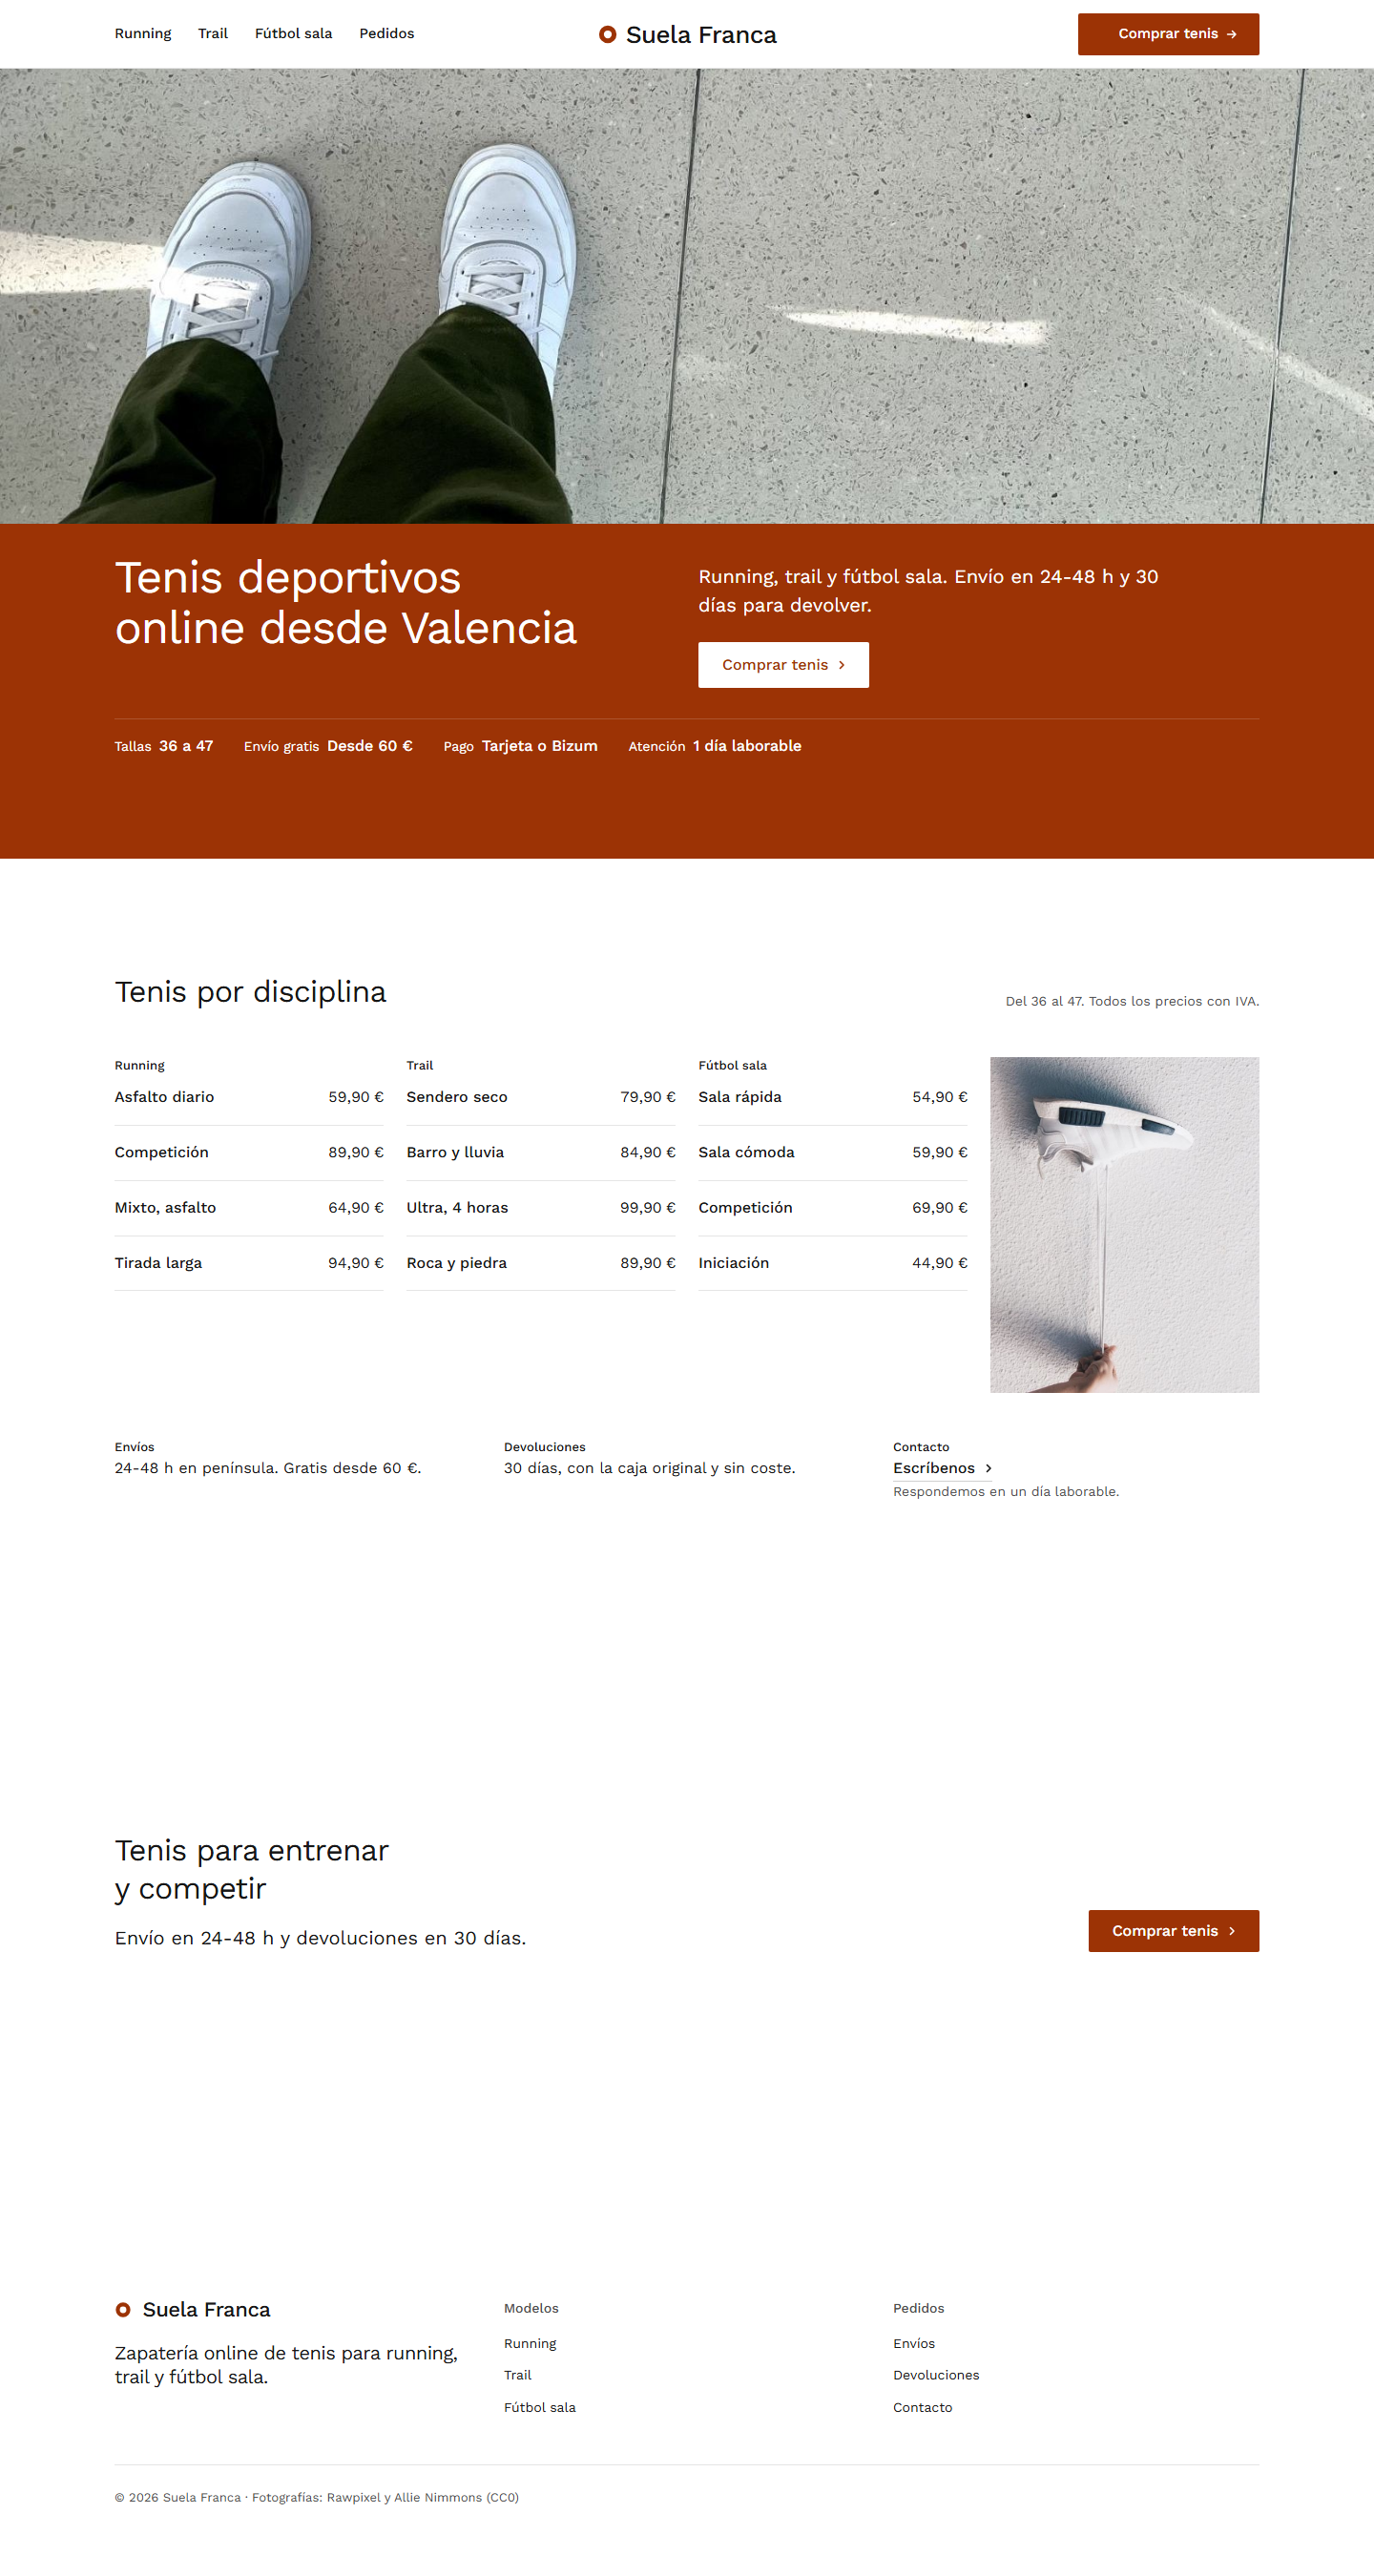 Running
Trail
Fútbol sala
Pedidos
Suela Franca
Comprar tenis →
Tenis deportivos
online desde Valencia
Running, trail y fútbol sala. Envío en 24-48 h y 30
días para devolver.
Comprar tenis ›
Tallas 36 a 47
Envío gratis Desde 60 €
Pago Tarjeta o Bizum
Atención 1 día laborable
Tenis por disciplina
Del 36 al 47. Todos los precios con IVA.
Running
Asfalto diario 59,90 €
Competición 89,90 €
Mixto, asfalto 64,90 €
Tirada larga 94,90 €
Trail
Sendero seco 79,90 €
Barro y lluvia 84,90 €
Ultra, 4 horas 99,90 €
Roca y piedra 89,90 €
Fútbol sala
Sala rápida 54,90 €
Sala cómoda 59,90 €
Competición 69,90 €
Iniciación 44,90 €
Envíos
24-48 h en península. Gratis desde 60 €.
Devoluciones
30 días, con la caja original y sin coste.
Contacto
Escríbenos ›
Respondemos en un día laborable.
Tenis para entrenar
y competir
Envío en 24-48 h y devoluciones en 30 días.
Comprar tenis ›
Suela Franca
Zapatería online de tenis para running,
trail y fútbol sala.
Modelos
Running
Trail
Fútbol sala
Pedidos
Envíos
Devoluciones
Contacto
© 2026 Suela Franca · Fotografías: Rawpixel y Allie Nimmons (CC0)